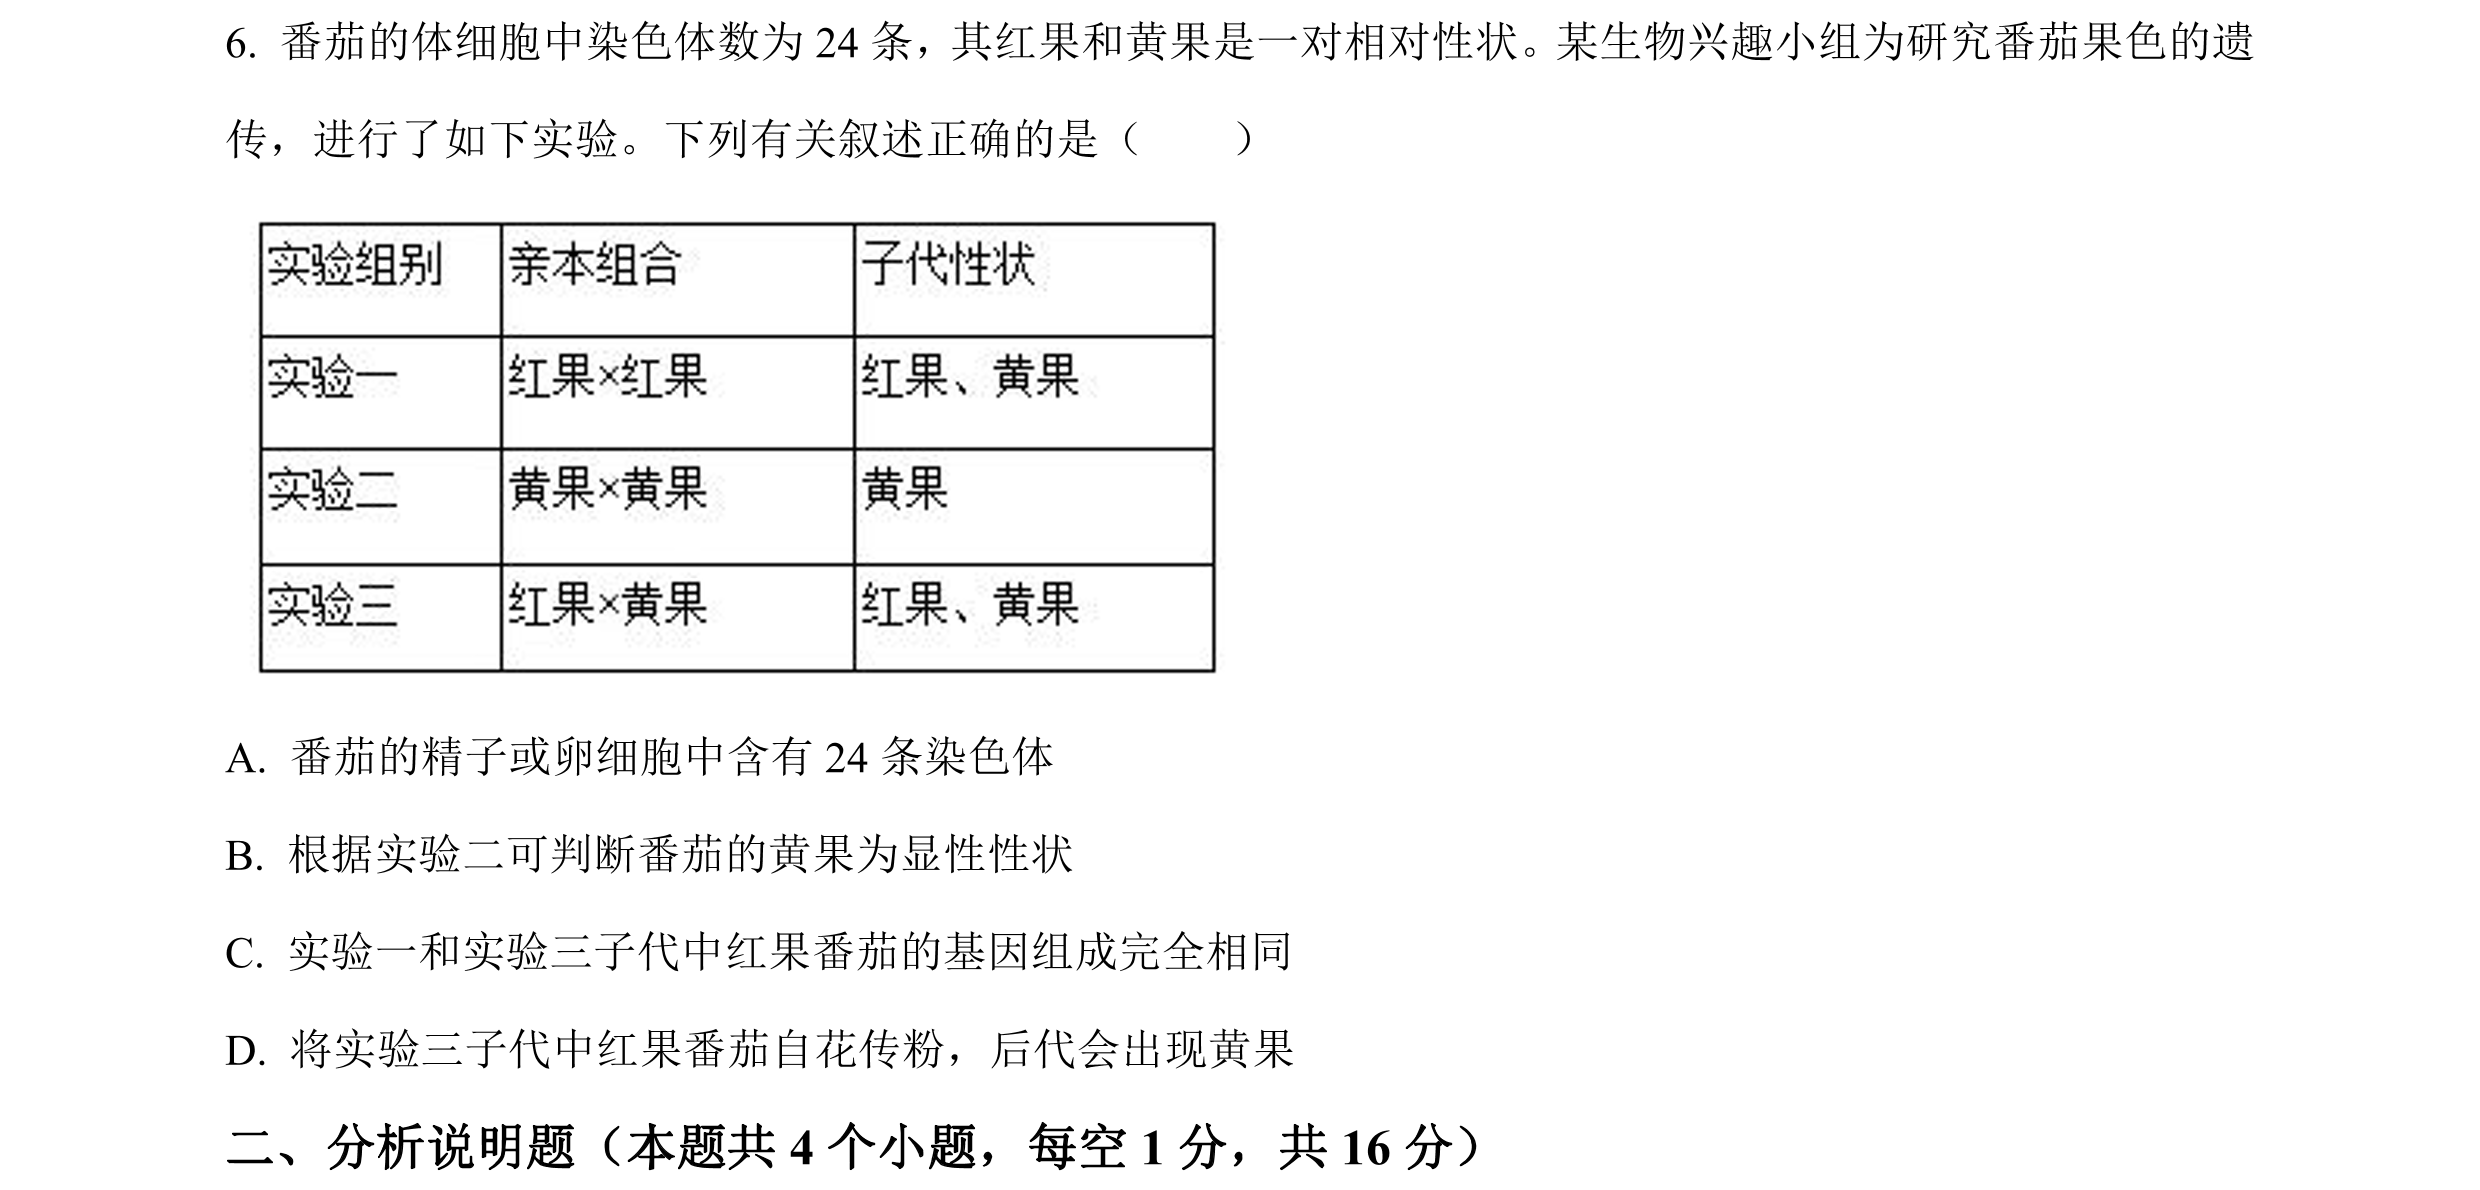 6. 番茄的体细胞中染色体数为 24 条，其红果和黄果是一对相对性状。某生物兴趣小组为研究番茄果色的遗
传，进行了如下实验。下列有关叙述正确的是（　　）
实验组别 亲本组合 子代性状
实验一 红果×红果 红果、黄果
实验二 黄果×黄果 黄果
实验三 红果×黄果 红果、黄果
A. 番茄的精子或卵细胞中含有 24 条染色体
B. 根据实验二可判断番茄的黄果为显性性状
C. 实验一和实验三子代中红果番茄的基因组成完全相同
D. 将实验三子代中红果番茄自花传粉，后代会出现黄果
二、分析说明题（本题共 4 个小题，每空 1 分，共 16 分）